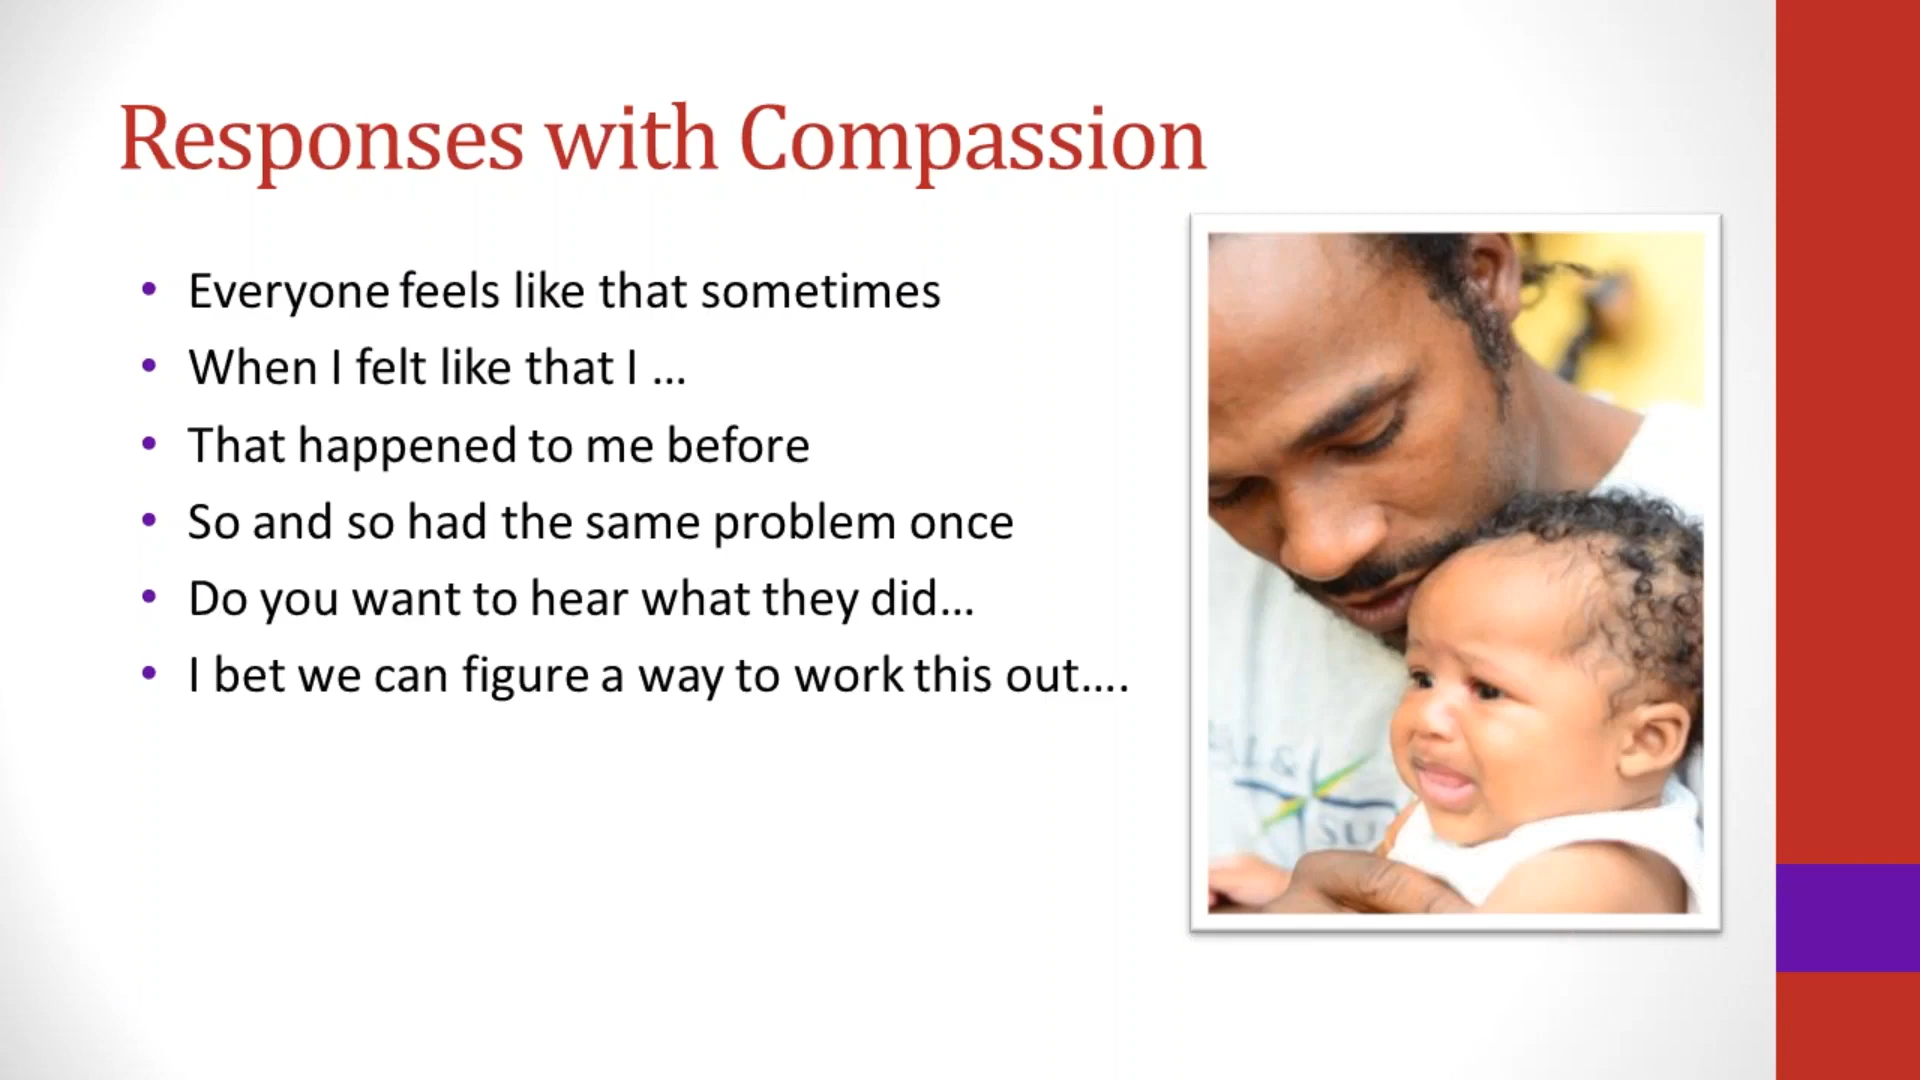 Responses with Compassion
• Everyone feels like that sometimes
• When I felt like that I ...
• That happened to me before
• So and so had the same problem once
• Do you want to hear what they did...
• I bet we can figure a way to work this out....
&
SU